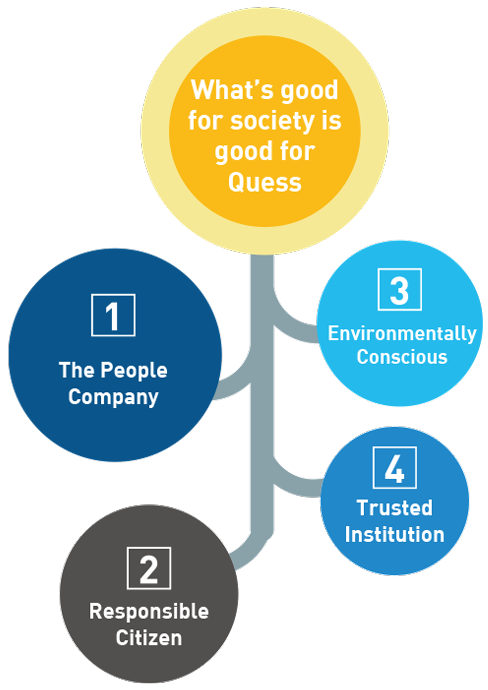 What's good
for society is
good for
Quess
1
The People
Company
2
Responsible
Citizen
3
Environmentally
Conscious
4
Trusted
Institution